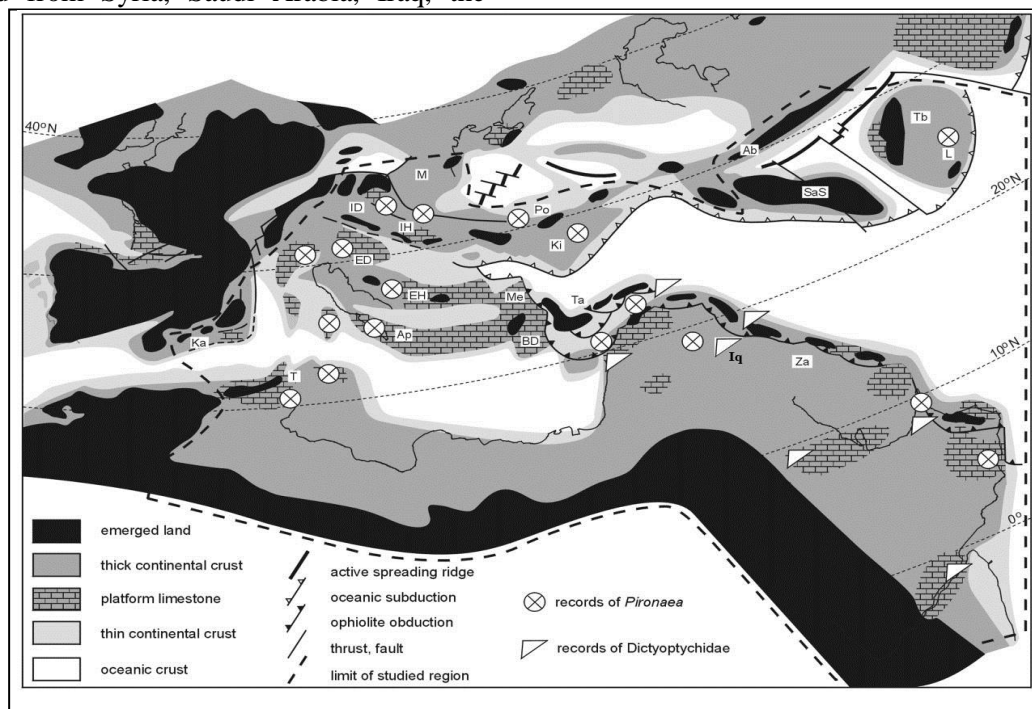 from Syria, Saudi Arabia, Iraq, the
40°N
Tb
L
Ab
SaS
20°N
M
ID
IH
Po
Ki
ED
EH
Me
Ta
Ap
BD
Ka
T
Iq
Za
10°N
0°
emerged land
thick continental crust
platform limestone
thin continental crust
oceanic crust
active spreading ridge
oceanic subduction
ophiolite obduction
thrust, fault
limit of studied region
records of Pironaea
records of Dictyoptychidae